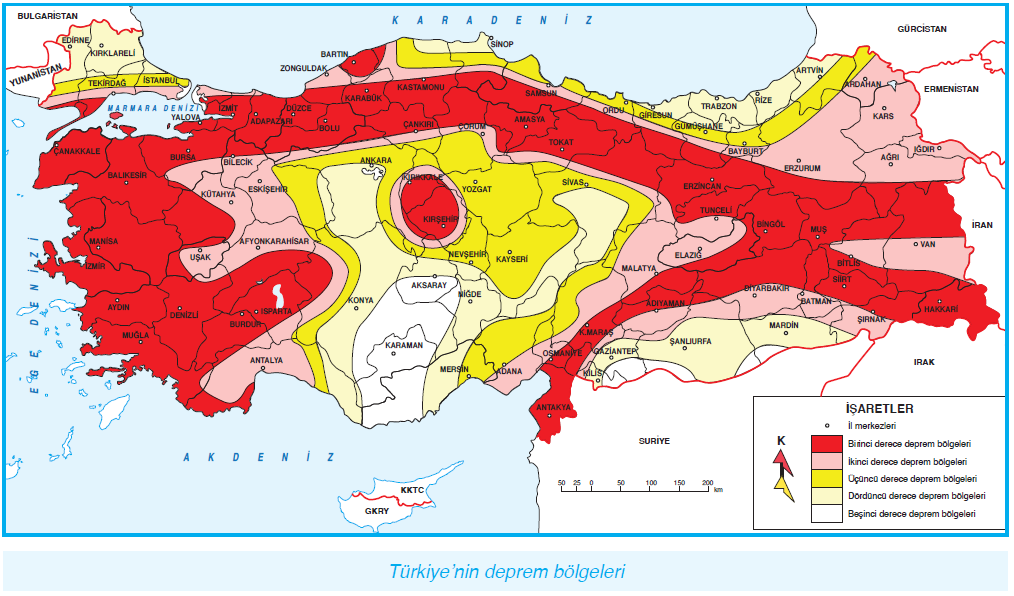 BULGARISTAN
K A R A D E N İ Z
GÜRCİSTAN
EDİRNE
KIRKLARELİ
SİNOP
BARTIN
ZONGULDAK
YUNANİSTAN
TEKİRDAĞ
İSTANBUL
KASTAMONU
KARABÜK
SAMSUN
ARTVİN
ARDAHAN
ERMENİSTAN
MARMARA DENİZİ
YALOVA
İZMİT
ADAPAZARI
DÜZCE
BOLU
ÇANKIRI
ÇORUM
AMASYA
ORDU
GİRESUN
TRABZON
RİZE
GÜMÜŞHANE
KARS
TOKAT
BAYBURT
IĞDIR
ÇANAKKALE
BURSA
BİLECİK
ANKARA
AĞRI
ERZURUM
BALIKESİR
KÜTAHYA
ESKİŞEHİR
KIRIKKALE
YOZGAT
SİVAS
ERZİNCAN
TUNCELİ
KIRŞEHİR
BİNGÖL
MUŞ
İRAN
MANİSA
AFYONKARAHİSAR
UŞAK
NEVŞEHİR
KAYSERİ
ELAZIĞ
VAN
BİTLİS
İZMİR
MALATYA
SİİRT
AKSARAY
NİĞDE
DİYARBAKIR
BATMAN
AYDIN
DENİZLİ
ISPARTA
BURDUR
KONYA
ADIYAMAN
HAKKARİ
ŞIRNAK
MUĞLA
KARAMAN
K.MARAŞ
MARDİN
ŞANLIURFA
ANTALYA
MERSİN
ADANA
OSMANİYE
GAZİANTEP
KİLİS
IRAK
E G E D E N İ Z İ
ANTAKYA
SURİYE
A K D E N İ Z
KKTC
GKRY
50 25 0 50 100 150 200
km
İŞARETLER
İl merkezleri
K
Birinci derece deprem bölgeleri
İkinci derece deprem bölgeleri
Üçüncü derece deprem bölgeleri
Dördüncü derece deprem bölgeleri
Beşinci derece deprem bölgeleri
Türkiye'nin deprem bölgeleri